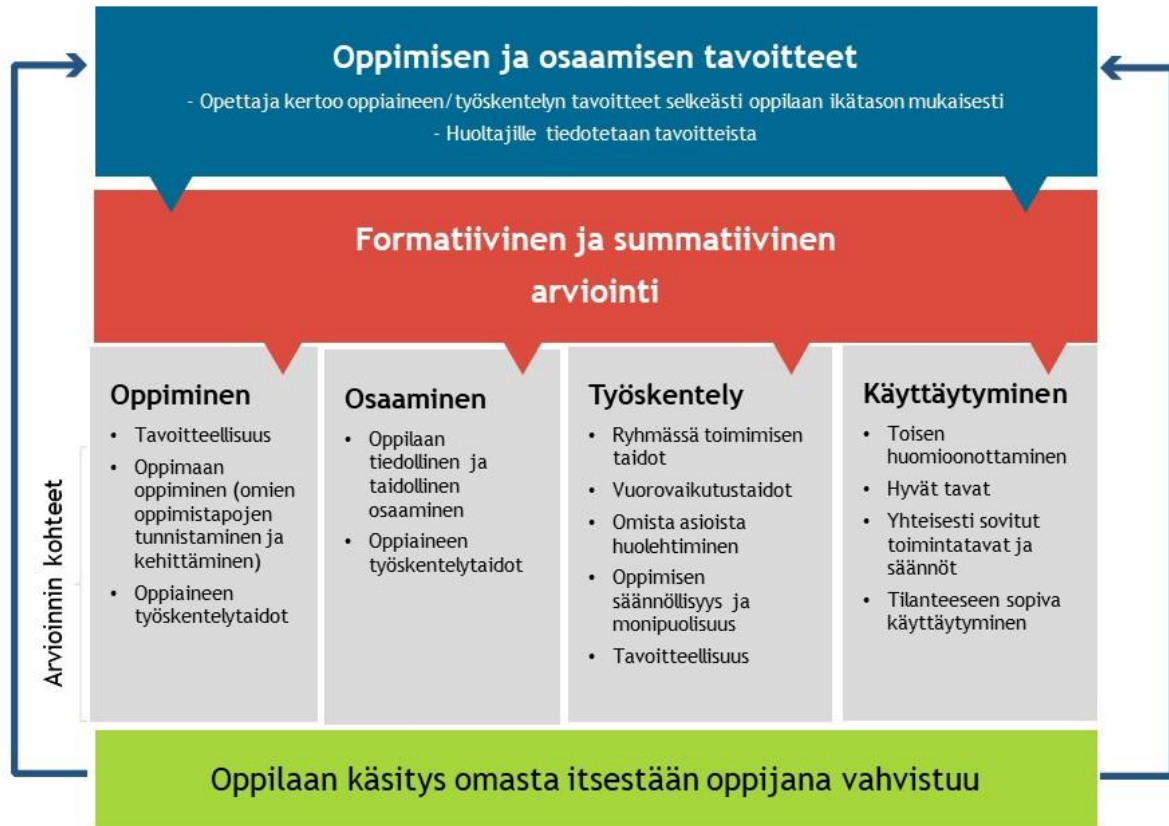 Oppimisen ja osaamisen tavoitteet
- Opettaja kertoo oppiaineen/työskentelyn tavoitteet selkeästi oppilaan ikätason mukaisesti
- Huoltajille tiedotetaan tavoitteista
Formatiivinen ja summatiivinen
arviointi
Arvioinnin kohteet
Oppiminen
• Tavoitteellisuus
• Oppimaan
oppiminen (omien
oppimistapojen
tunnistaminen ja
kehittäminen)
• Oppiaineen
työskentelytaidot
Osaaminen
• Oppilaan
tiedollinen ja
taidollinen
osaaminen
• Oppiaineen
työskentelytaidot
Työskentely
• Ryhmässä toimimisen
taidot
• Vuorovaikutustaidot
• Omista asioista
huolehtiminen
• Oppimisen
säännöllisyys ja
monipuolisuus
• Tavoitteellisuus
Käyttäytyminen
• Toisen
huomioonottaminen
• Hyvät tavat
• Yhteisesti sovitut
toimintatavat ja
säännöt
• Tilanteeseen sopiva
käyttäytyminen
Oppilaan käsitys omasta itsestään oppijana vahvistuu